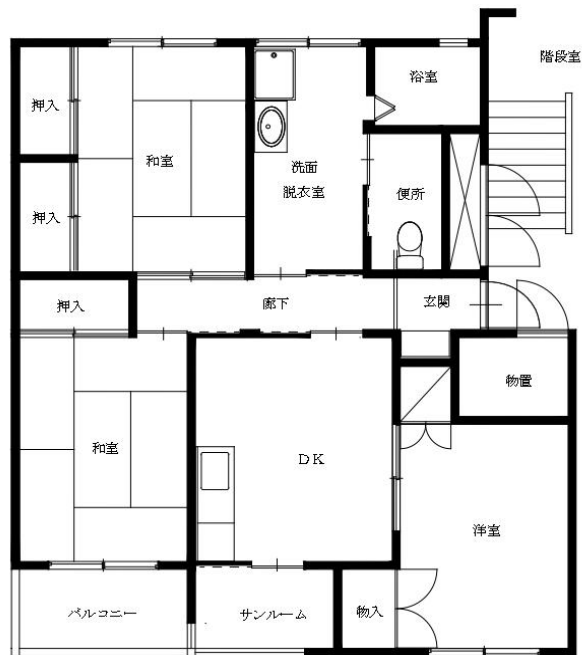 階段室
浴室
押入
和室
洗面
脱衣室
便所
押入
押入
廊下
玄関
物置
和室
DK
洋室
バルコニー
サンルーム
物入